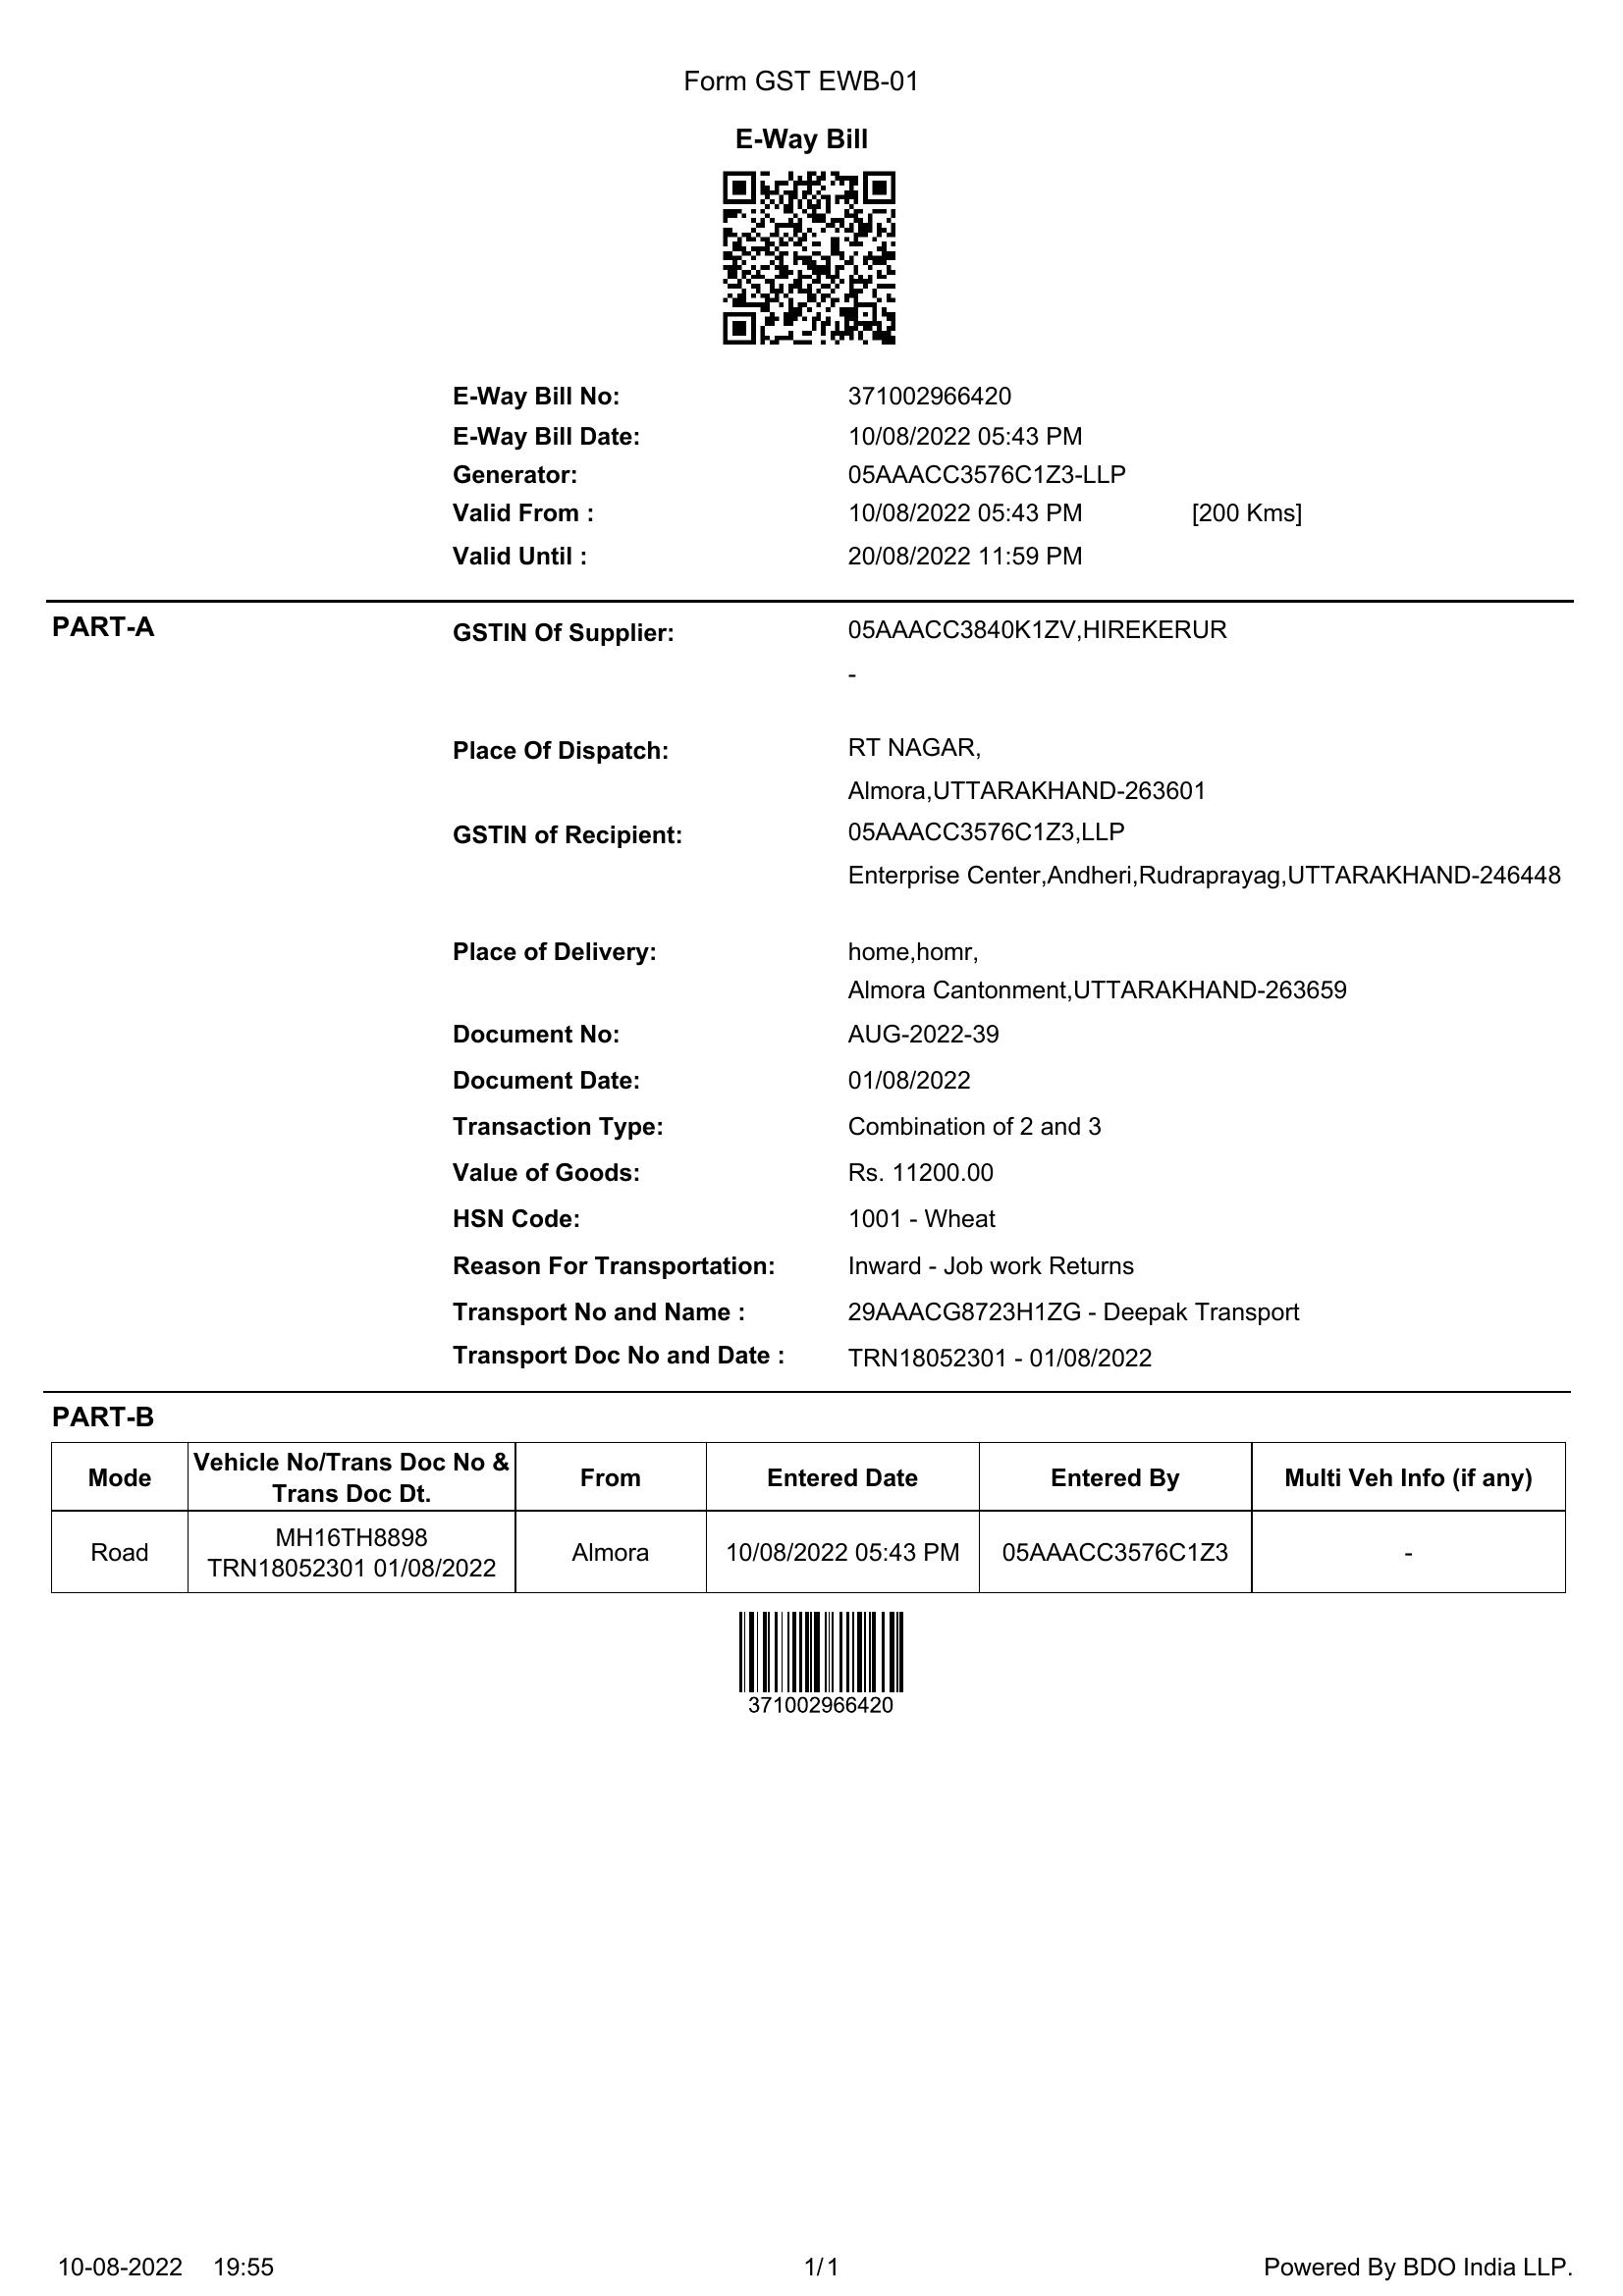 Form GST EWB-01
E-Way Bill
E-Way Bill No: 371002966420
E-Way Bill Date: 10/08/2022 05:43 PM
Generator: 05AAACC3576C1Z3-LLP
Valid From : 10/08/2022 05:43 PM [200 Kms]
Valid Until : 20/08/2022 11:59 PM
PART-A
GSTIN Of Supplier: 05AAACC3840K1ZV,HIREKERUR
-
Place Of Dispatch: RT NAGAR,
Almora,UTTARAKHAND-263601
GSTIN of Recipient: 05AAACC3576C1Z3,LLP
Enterprise Center,Andheri,Rudraprayag,UTTARAKHAND-246448
Place of Delivery: home,homr,
Almora Cantonment,UTTARAKHAND-263659
Document No: AUG-2022-39
Document Date: 01/08/2022
Transaction Type: Combination of 2 and 3
Value of Goods: Rs. 11200.00
HSN Code: 1001 - Wheat
Reason For Transportation: Inward - Job work Returns
Transport No and Name : 29AAACG8723H1ZG - Deepak Transport
Transport Doc No and Date : TRN18052301 - 01/08/2022
PART-B
Mode Vehicle No/Trans Doc No & Trans Doc Dt. From Entered Date Entered By Multi Veh Info (if any)
Road MH16TH8898 TRN18052301 01/08/2022 Almora 10/08/2022 05:43 PM 05AAACC3576C1Z3 -
371002966420
10-08-2022 19:55 1/1 Powered By BDO India LLP.